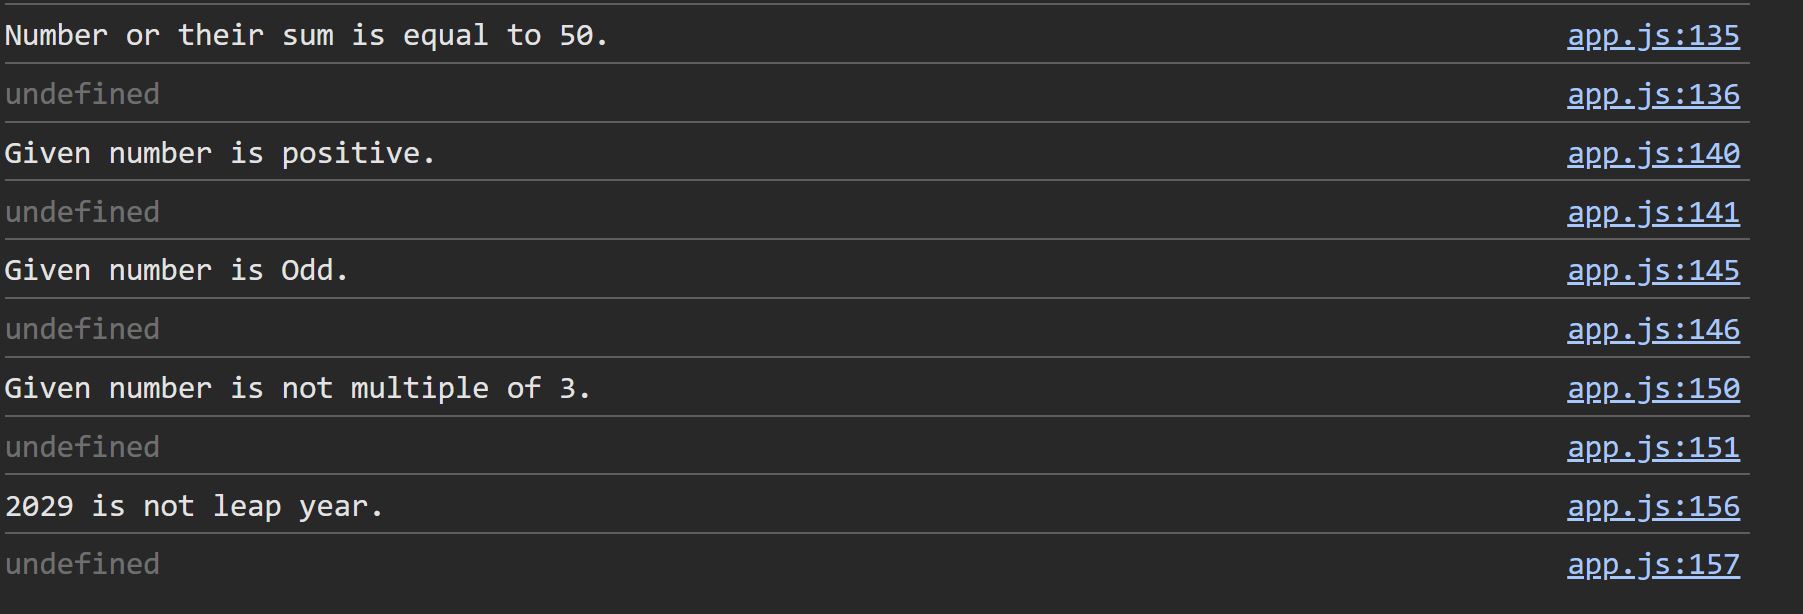 Number or their sum is equal to 50. app.js:135
undefined app.js:136
Given number is positive. app.js:140
undefined app.js:141
Given number is Odd. app.js:145
undefined app.js:146
Given number is not multiple of 3. app.js:150
undefined app.js:151
2029 is not leap year. app.js:156
undefined app.js:157